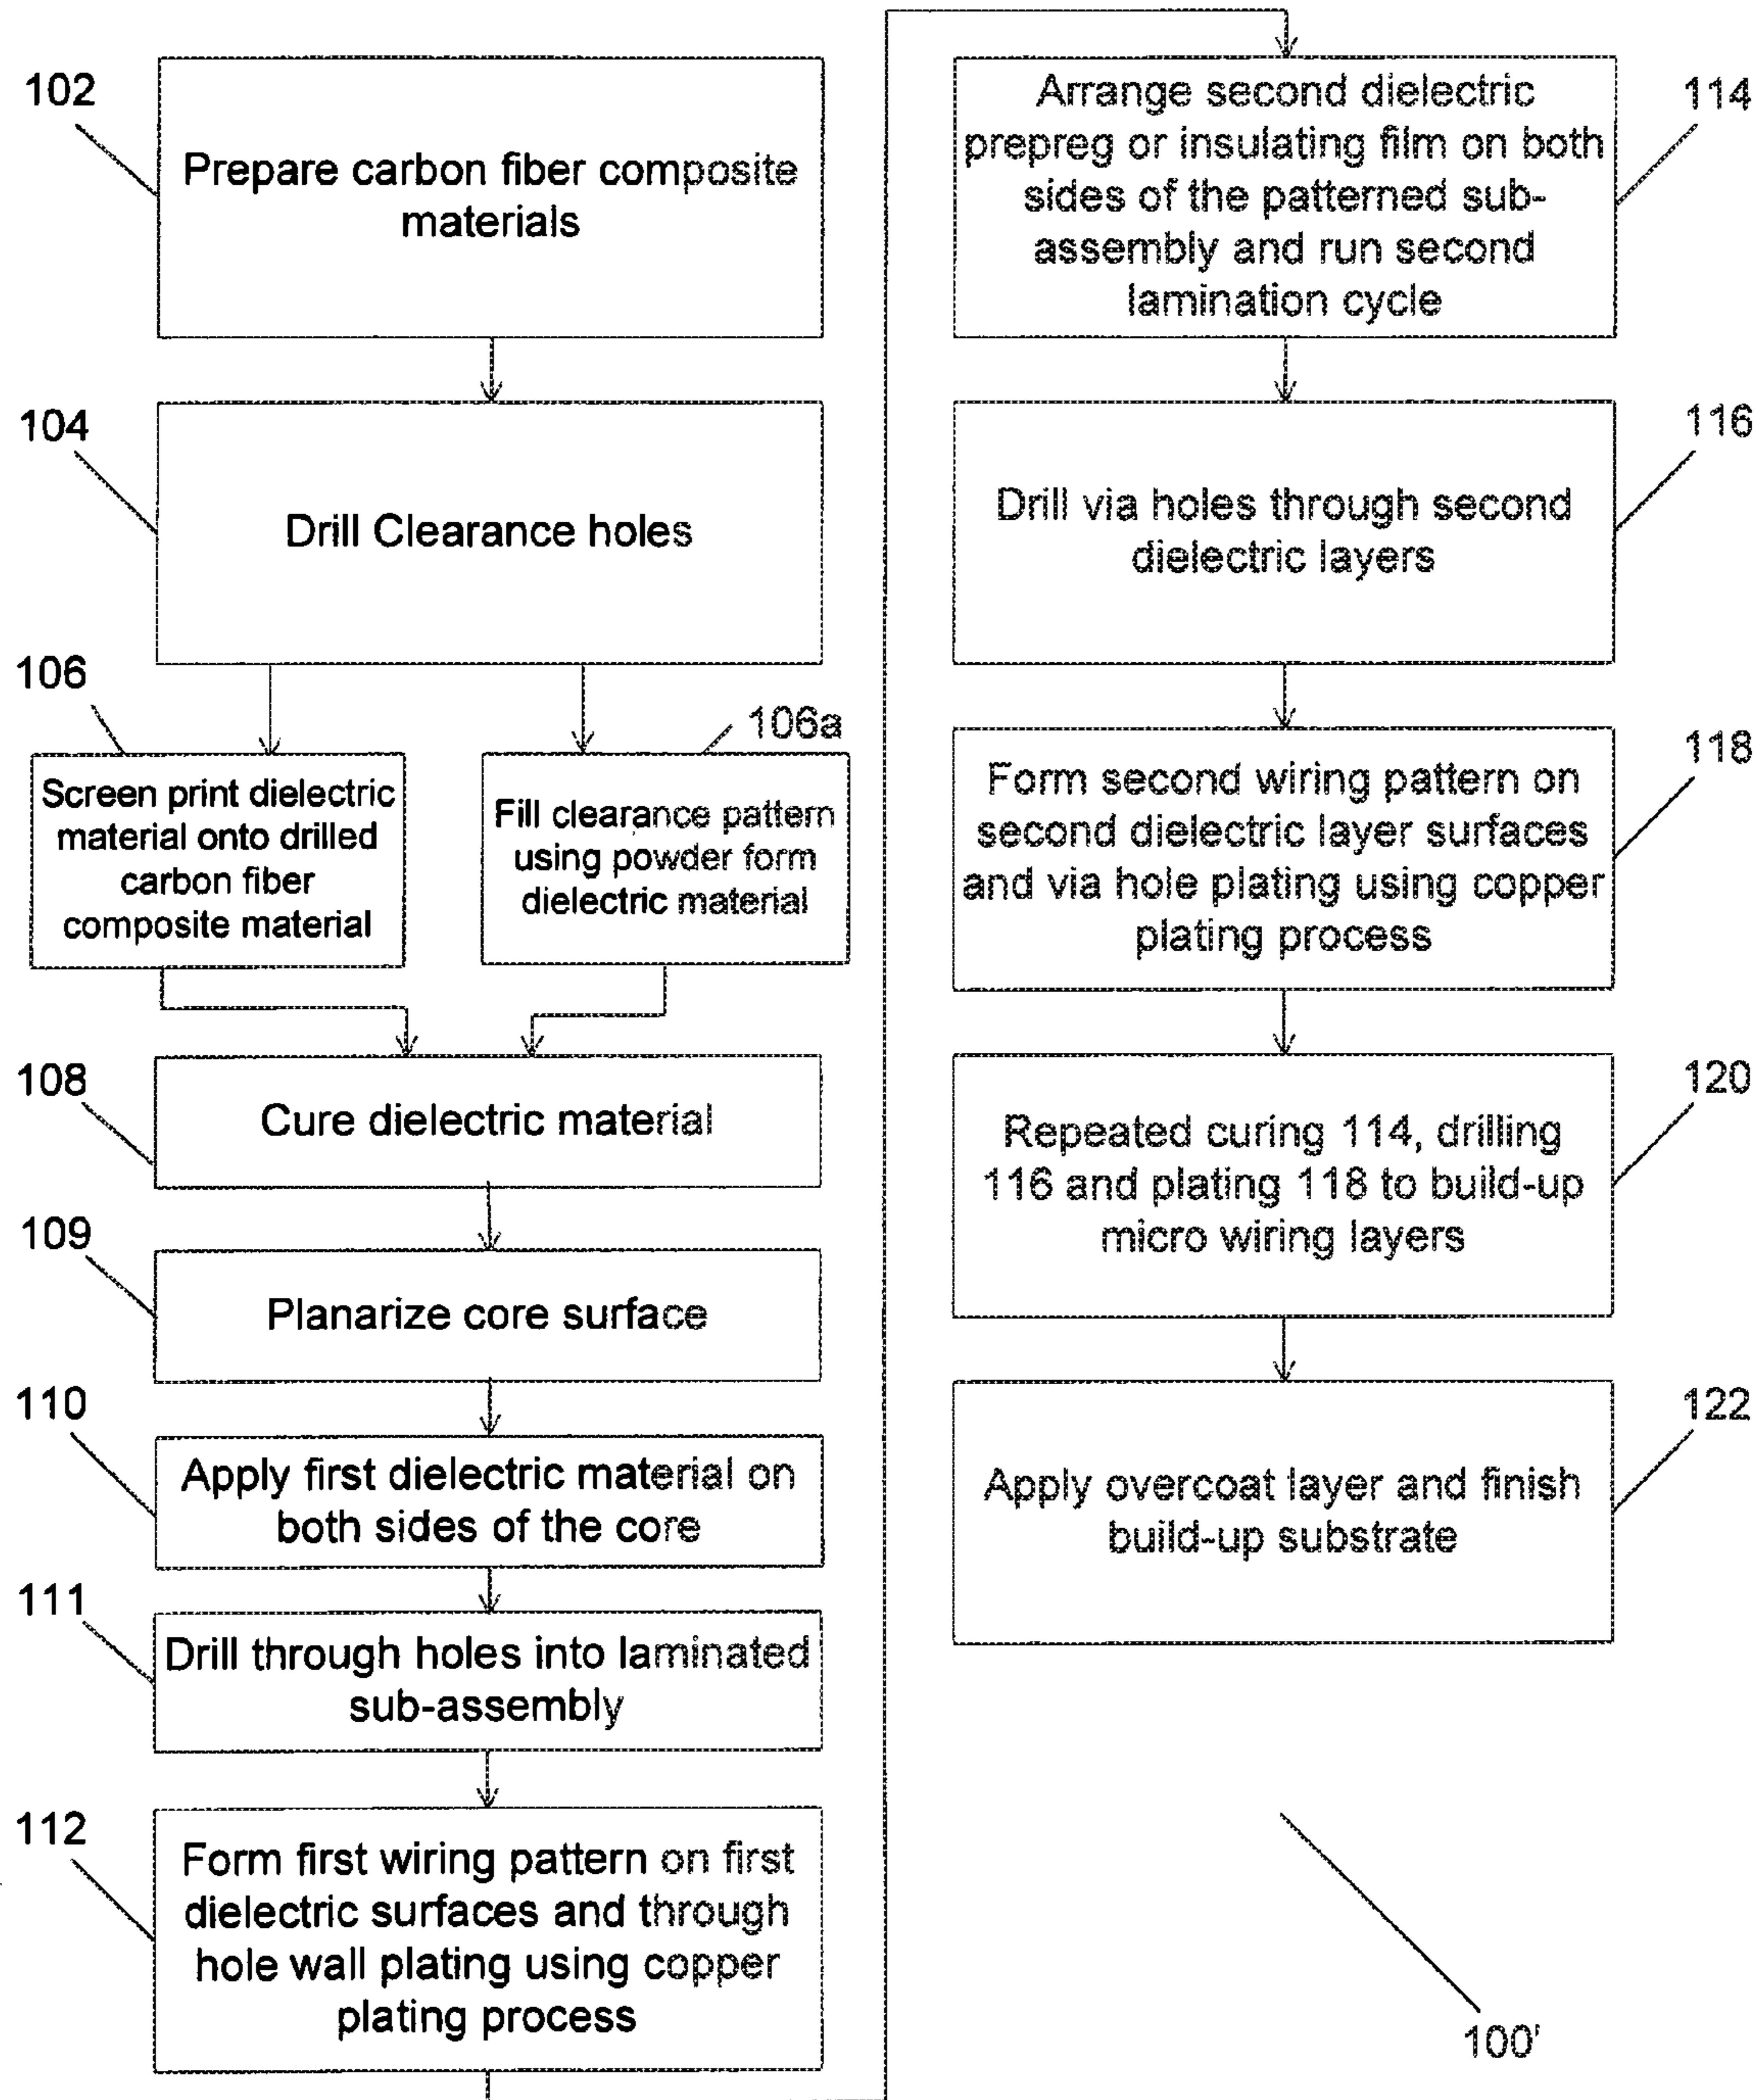 102
Prepare carbon fiber composite
materials
104
Drill Clearance holes
106
Screen print dielectric
material onto drilled
carbon fiber
composite material
106a
Fill clearance pattern
using powder form
dielectric material
108
Cure dielectric material
109
Planarize core surface
110
Apply first dielectric material on
both sides of the core
111
Drill through holes into laminated
sub-assembly
112
Form first wiring pattern on first
dielectric surfaces and through
hole wall plating using copper
plating process
114
Arrange second dielectric
prepreg or insulating film on both
sides of the patterned sub-
assembly and run second
lamination cycle
116
Drill via holes through second
dielectric layers
118
Form second wiring pattern on
second dielectric layer surfaces
and via hole plating using copper
plating process
120
Repeated curing 114, drilling
116 and plating 118 to build-up
micro wiring layers
122
Apply overcoat layer and finish
build-up substrate
100'